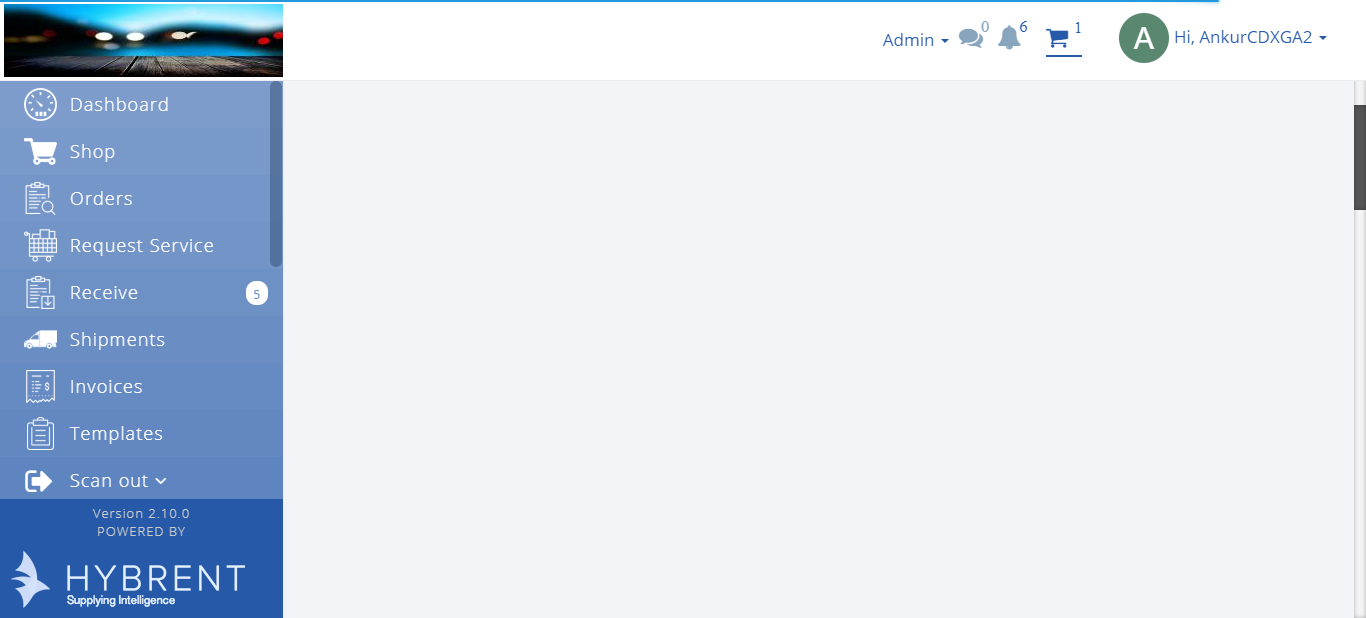 Admin
0
6
1
A
Hi, AnkurCDXGA2
Dashboard
Shop
Orders
Request Service
Receive
5
Shipments
Invoices
Templates
Scan out
Version 2.10.0
POWERED BY
HYBRENT
Supplying Intelligence